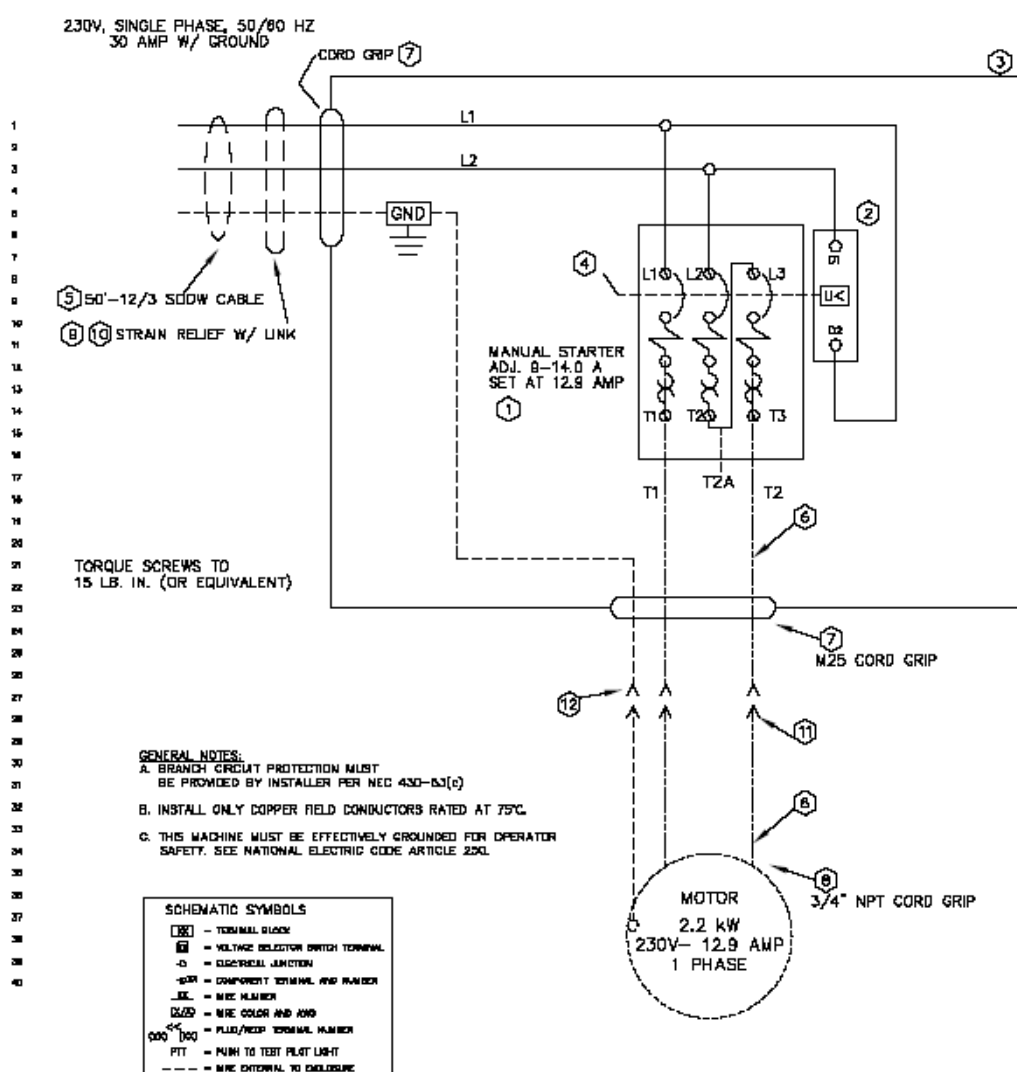 230V, SINGLE PHASE, 50/60 HZ
30 AMP W/ GROUND
CORD GRIP 7
3
L1
L2
GND
2
4
L1 L2 L3
D1
D2
5 50'-12/3 SOOW CABLE
10 STRAIN RELIEF W/ LINK
MANUAL STARTER
ADJ. 9-14.0 A
SET AT 12.9 AMP
1
T1 T2 T3
T1 T2A T2
6
TORQUE SCREWS TO
15 LB. IN. (OR EQUIVALENT)
7
M25 CORD GRIP
12
11
GENERAL NOTES:
A. BRANCH CIRCUIT PROTECTION MUST
BE PROVIDED BY INSTALLER PER NEC
B. INSTALL ONLY COPPER FIELD CONDUCTORS RATED AT 75°C.
C. THIS MACHINE MUST BE EFFECTIVELY GROUNDED FOR OPERATOR
SAFETY. SEE NATIONAL ELECTRIC CODE ARTICLE 250.
3/4" NPT CORD GRIP
MOTOR
2.2 kW
230V- 12.9 AMP
1 PHASE
SCHEMATIC SYMBOLS
= TERMINAL BLOCK
= VOLTAGE SELECTOR SWITCH TERMINAL
= ELECTRICAL JUNCTION
= COMPONENT TERMINAL AND NUMBER
= WIRE NUMBER
= WIRE COLOR AND AWG
= PLUG/RECP TERMINAL NUMBER
PTT = PUSH TO TEST PILOT LIGHT
= WIRE EXTERNAL TO ENCLOSURE